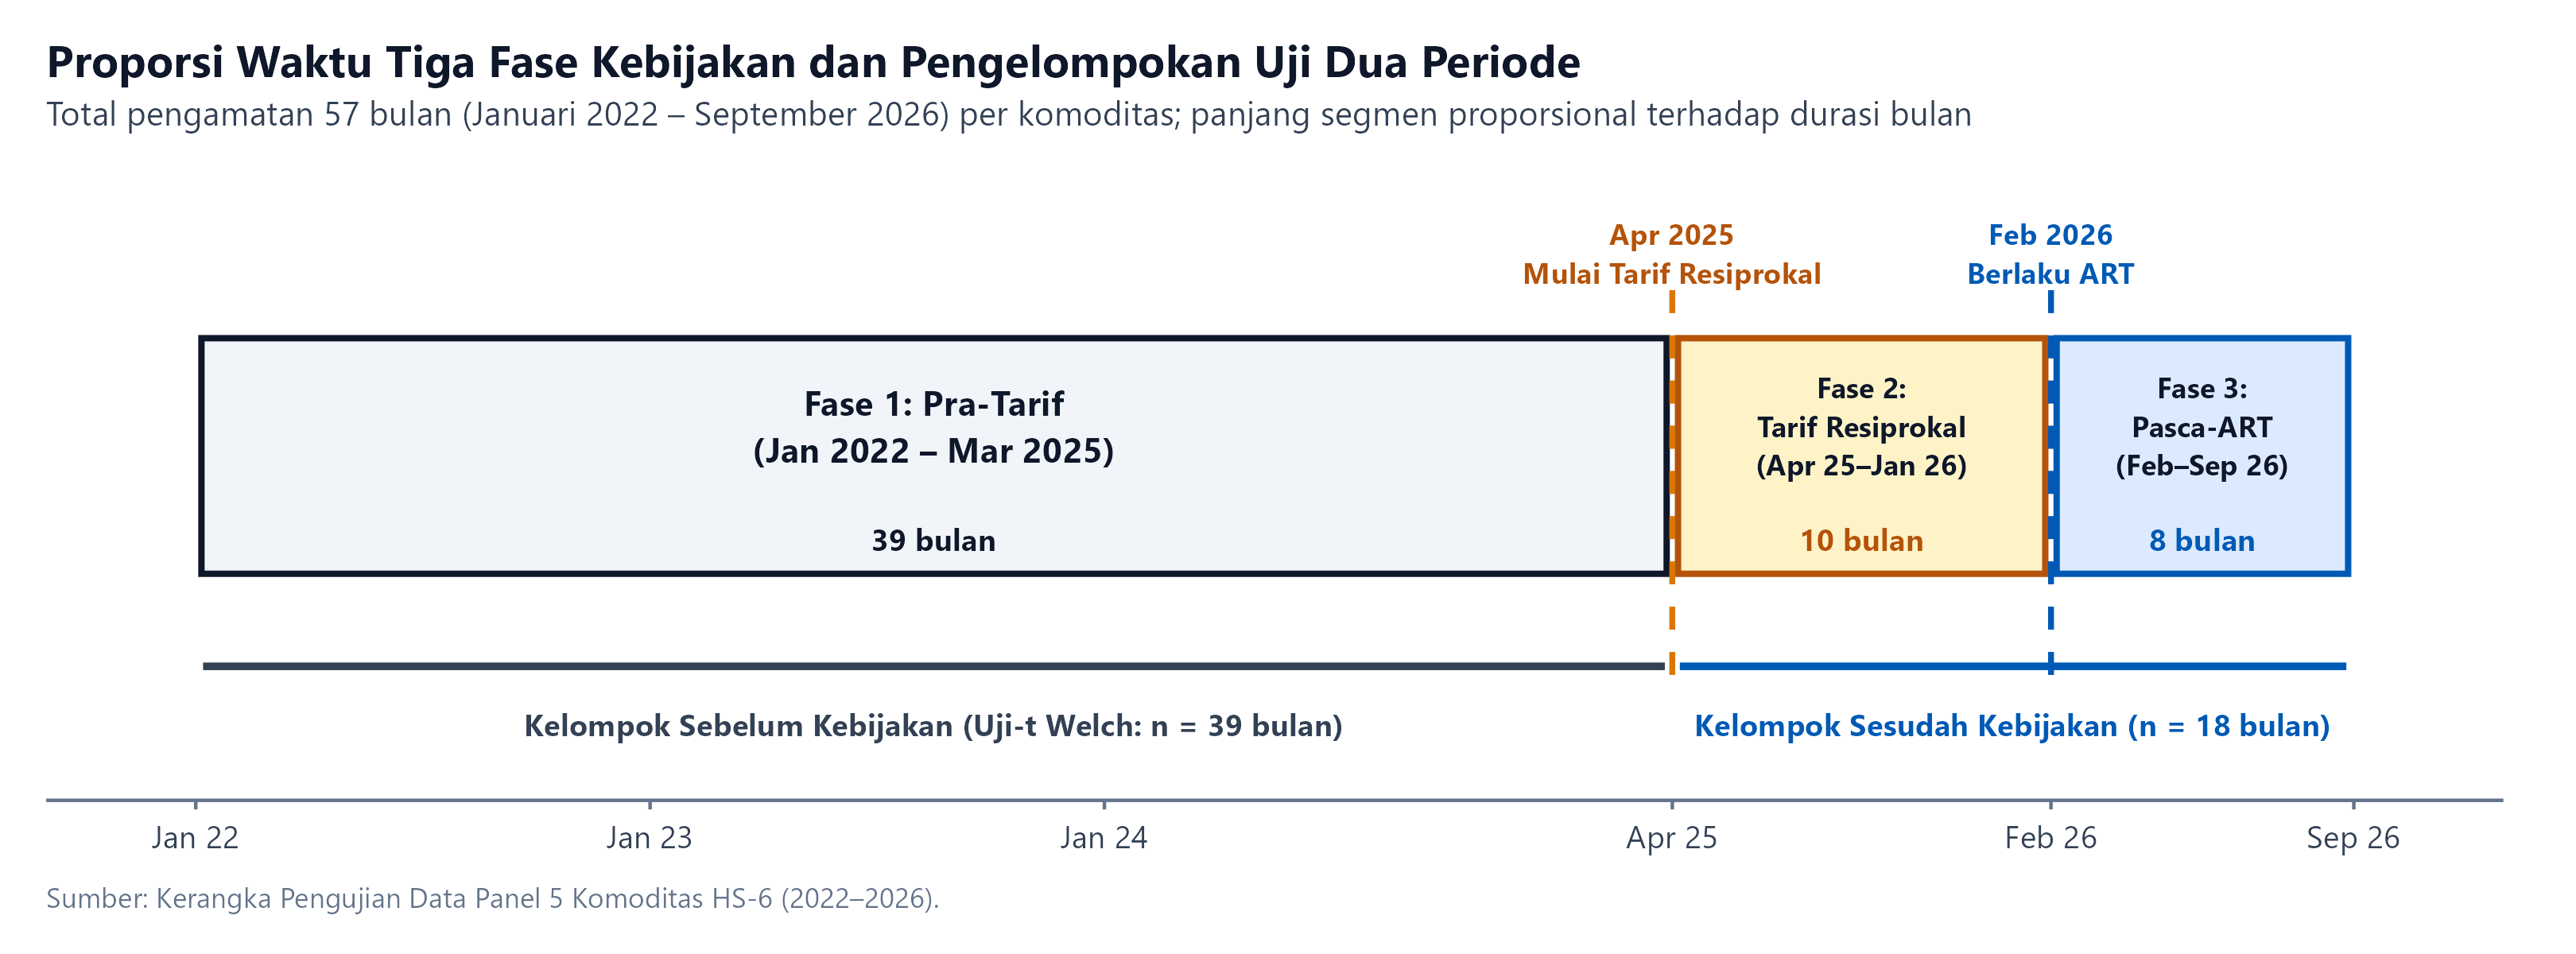 Proporsi Waktu Tiga Fase Kebijakan dan Pengelompokan Uji Dua Periode
Total pengamatan 57 bulan (Januari 2022 – September 2026) per komoditas; panjang segmen proporsional terhadap durasi bulan
Apr 2025
Mulai Tarif Resiprokal
Feb 2026
Berlaku ART
Fase 1: Pra-Tarif
(Jan 2022 – Mar 2025)
39 bulan
Fase 2:
Tarif Resiprokal
(Apr 25–Jan 26)
10 bulan
Fase 3:
Pasca-ART
(Feb–Sep 26)
8 bulan
Kelompok Sebelum Kebijakan (Uji-t Welch: n = 39 bulan)
Kelompok Sesudah Kebijakan (n = 18 bulan)
Jan 22
Jan 23
Jan 24
Apr 25
Feb 26
Sep 26
Sumber: Kerangka Pengujian Data Panel 5 Komoditas HS-6 (2022–2026).